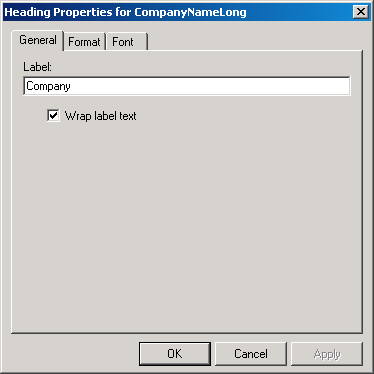 Heading Properties for CompanyNameLong
General Format Font
Label:
Company
Wrap label text
OK Cancel Apply